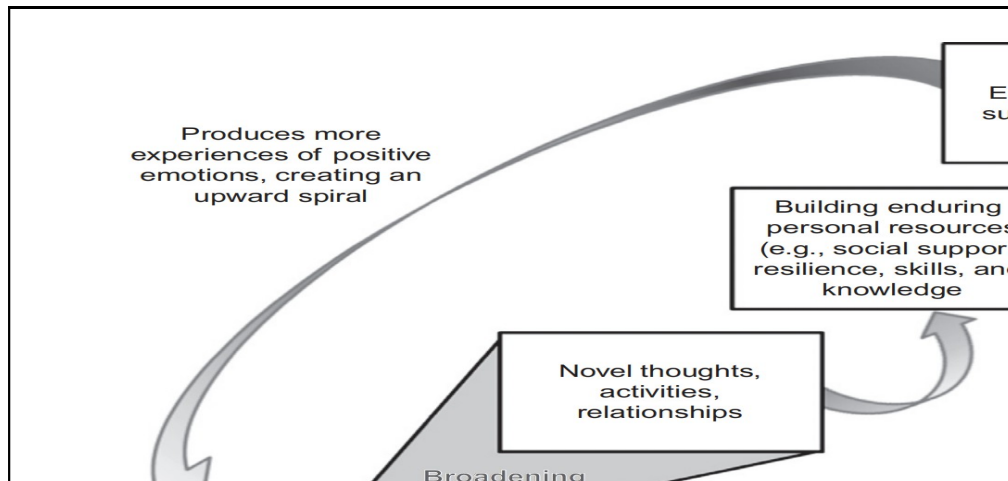 Produces more
experiences of positive
emotions, creating an
upward spiral
Building enduring
personal resources
(e.g., social suppor
resilience, skills, an
knowledge
Novel thoughts,
activities,
relationships
Broadening